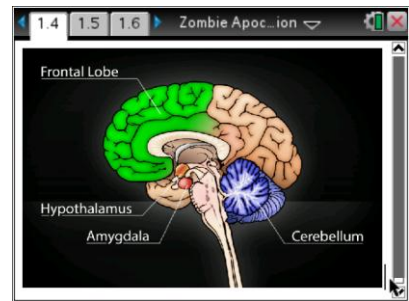 1.4 1.5 1.6 Zombie Apoc...ion
Frontal Lobe
Hypothalamus
Amygdala
Cerebellum